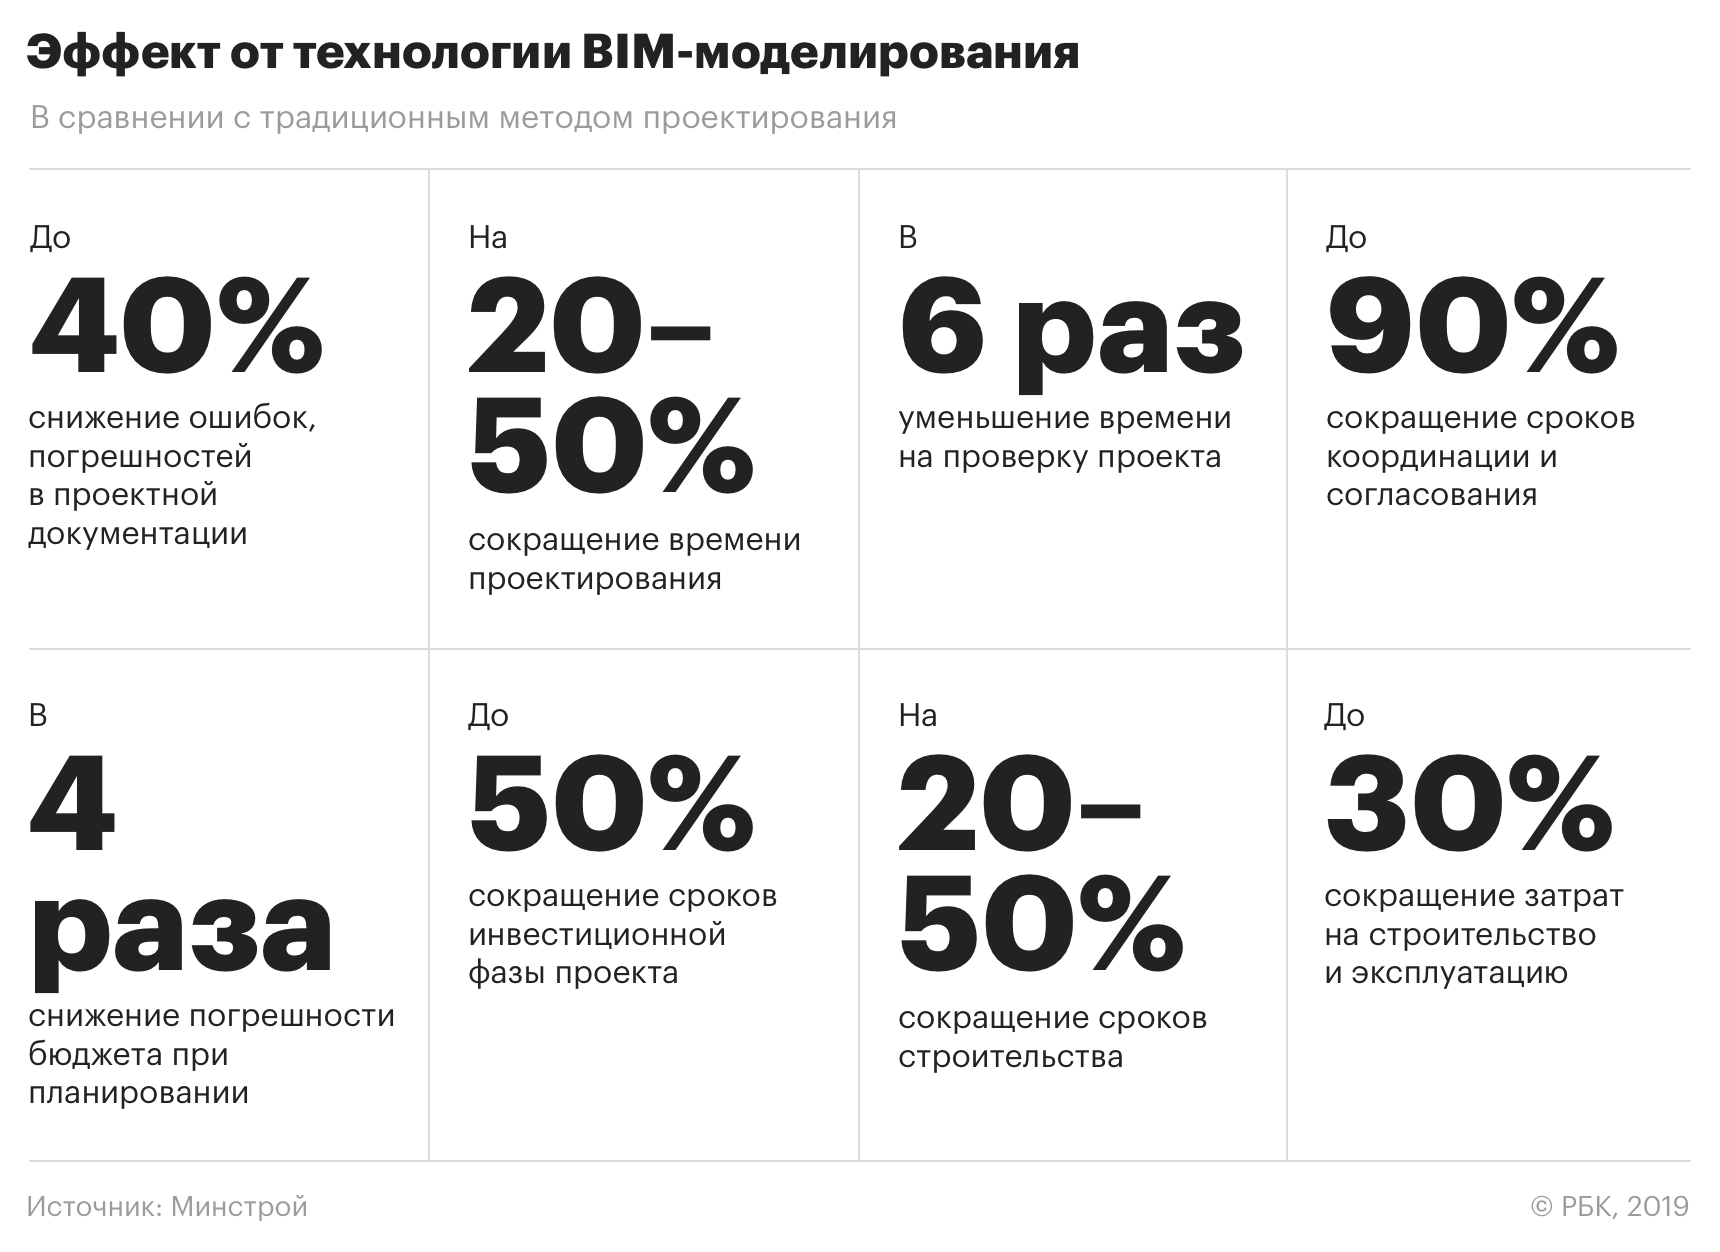 Эффект от технологии BIM-моделирования
В сравнении с традиционным методом проектирования
До
40%
снижение ошибок,
погрешностей
в проектной
документации
На
20–
50%
сокращение времени
проектирования
В
6 раз
уменьшение времени
на проверку проекта
До
90%
сокращение сроков
координации и
согласования
В
4
раза
снижение погрешности
бюджета при
планировании
До
50%
сокращение сроков
инвестиционной
фазы проекта
На
20–
50%
сокращение сроков
строительства
До
30%
сокращение затрат
на строительство
и эксплуатацию
Источник: Минстрой
© РБК, 2019